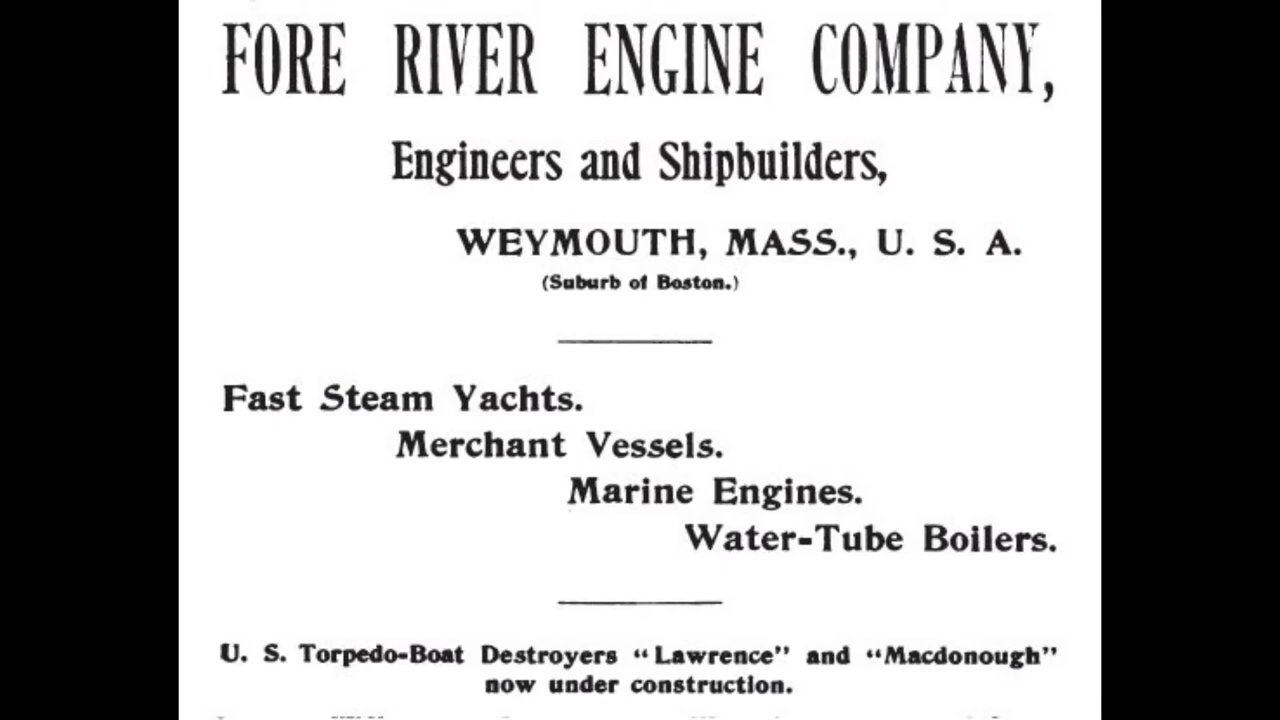 FORE RIVER ENGINE COMPANY,
Engineers and Shipbuilders,
WEYMOUTH, MASS., U. S. A.
(Suburb of Boston.)
Fast Steam Yachts.
Merchant Vessels.
Marine Engines.
Water-Tube Boilers.
U. S. Torpedo-Boat Destroyers “Lawrence” and “Macdonough”
now under construction.